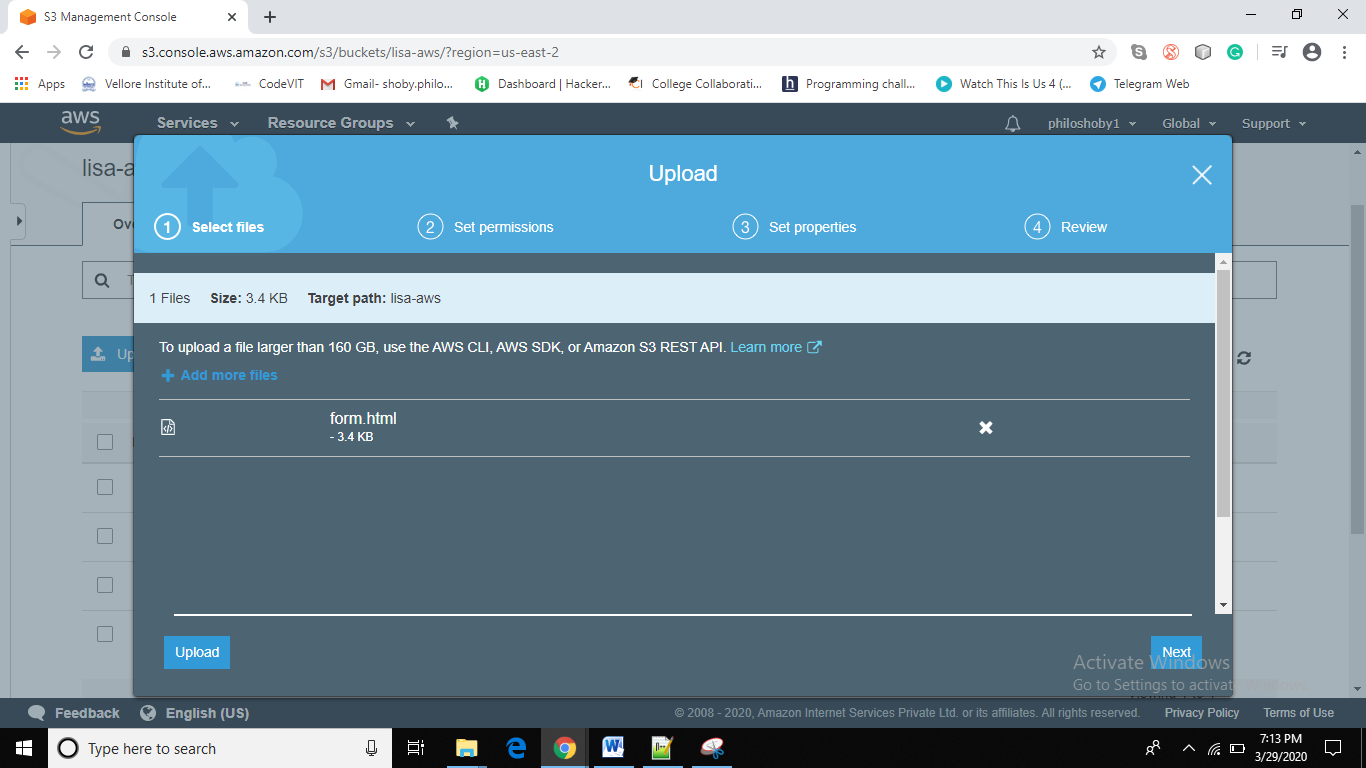 S3 Management Console
s3.console.aws.amazon.com/s3/buckets/lisa-aws/?region=us-east-2
Apps
Vellore Institute of...
CodeVIT
Gmail- shoby.philo...
Dashboard | Hacker...
College Collaborati...
Programming chall...
Watch This Is Us 4 (...
Telegram Web
aws
Services
Resource Groups
philoshoby1
Global
Support
lisa-a
Upload
Ov
1 Select files
2 Set permissions
3 Set properties
4 Review
1 Files Size: 3.4 KB Target path: lisa-aws
To upload a file larger than 160 GB, use the AWS CLI, AWS SDK, or Amazon S3 REST API. Learn more
Up
Add more files
form.html
- 3.4 KB
Upload
Next
Activate Windows
Go to Settings to activat
Feedback
English (US)
© 2008 - 2020, Amazon Internet Services Private Ltd. or its affiliates. All rights reserved.
Privacy Policy
Terms of Use
Type here to search
7:13 PM
3/29/2020